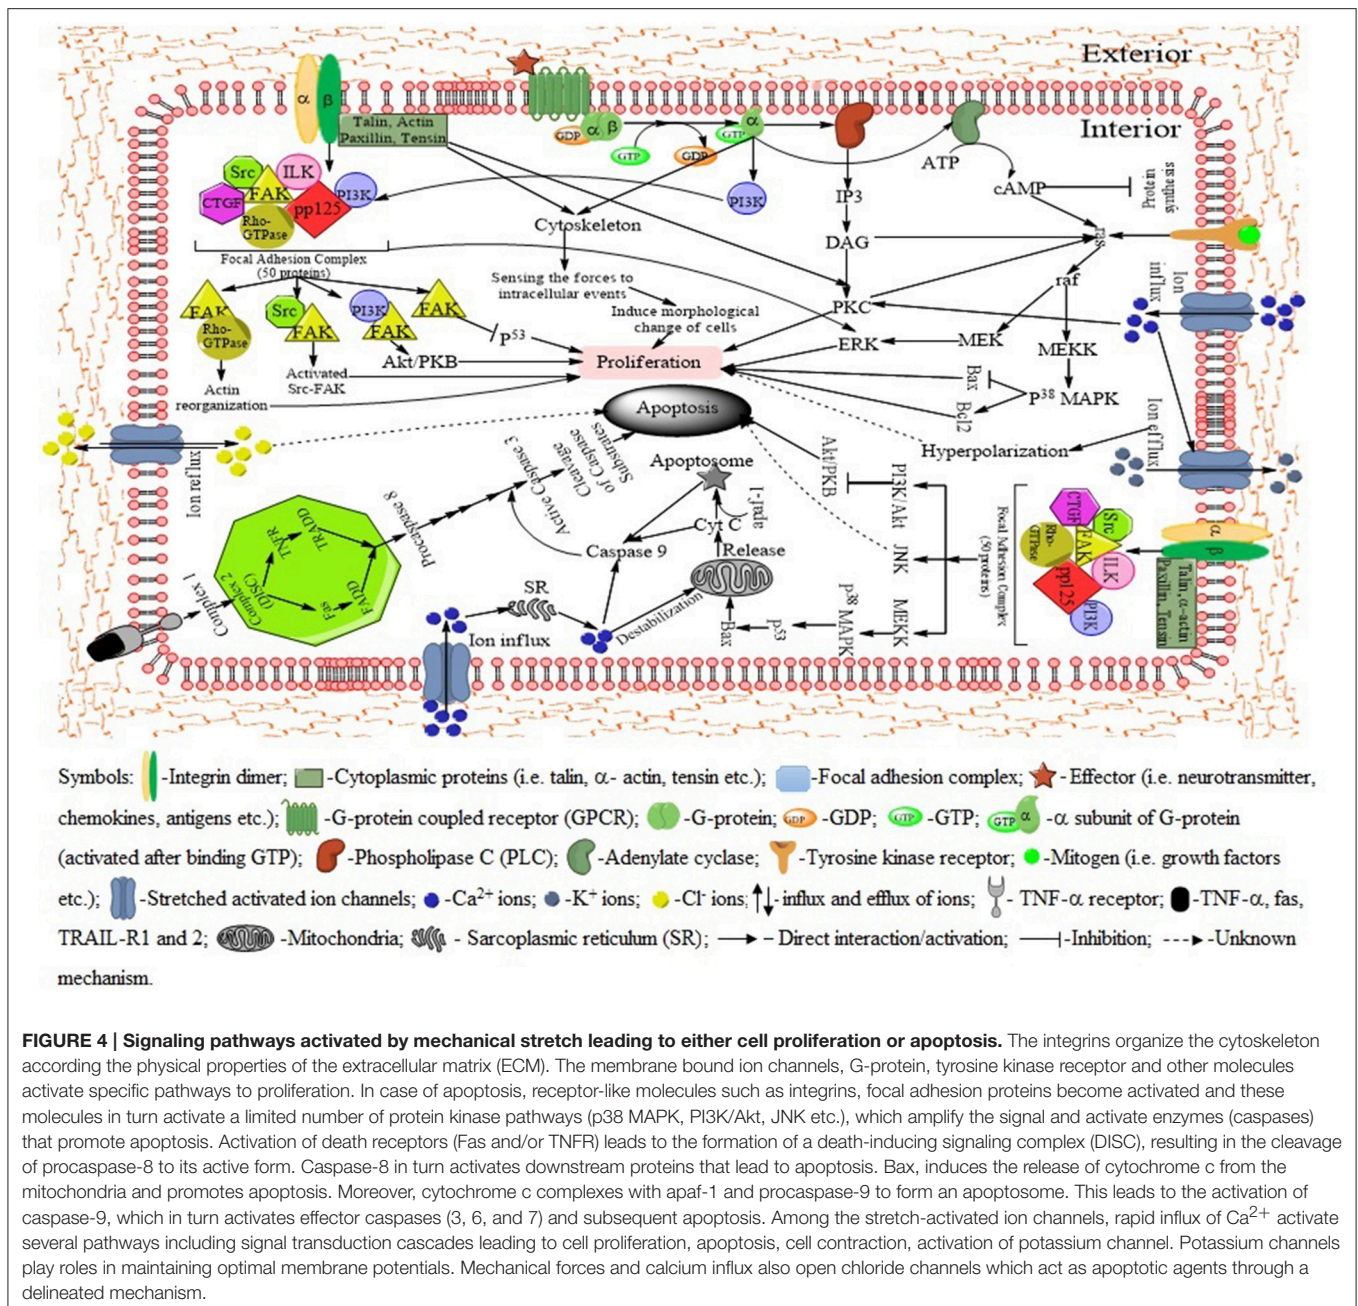 Exterior
Interior
α β
Talin, Actin
Paxillin, Tensin
GDP α β
GTP
GDP
GTP α
ATP
cAMP
Protein
synthesis
Src
ILK
CTGF
FAK
PI3K
pp125
Rho-
GTPase
Focal Adhesion Complex
(50 proteins)
PI3K
IP3
DAG
PKC
ras
raf
Cytoskeleton
Sensing the forces to
intracellular events
Induce morphological
change of cells
Ion
influx
FAK
Rho-
GTPase
Src
FAK
PI3K
FAK
FAK
P53
Akt/PKB
Activated
Src-FAK
Actin
reorganization
Proliferation
ERK
MEK
MEKK
P38 MAPK
Bax
Bcl2
Hyperpolarization
Ion efflux
Apoptosis
Ion influx
Complex 1
Complex 2
(DISC)
TNFR
TRADD
Fas
FADD
Procaspase 8
Active Caspase 3
Cleavage
of Caspase
Substrates
Apoptosome
apaf-1
Cyt C
Caspase 9
Release
SR
Destabilization
Ion influx
Bax
p53
p38
MAPK
MEKK
JNK
PI3K/Akt
Akt/PKB
Focal Adhesion Complex
(50 proteins)
CTGF
Src
Rho-
GTPase
FAK
ILK
pp125
PI3K
α
β
Talin, α-actin
Paxillin, Tensin
Symbols: -Integrin dimer; -Cytoplasmic proteins (i.e. talin, α- actin, tensin etc.); -Focal adhesion complex; - Effector (i.e. neurotransmitter,
chemokines, antigens etc.); -G-protein coupled receptor (GPCR); -G-protein; GDP -GDP; GTP -GTP; GTP α -α subunit of G-protein
(activated after binding GTP); -Phospholipase C (PLC); -Adenylate cyclase; -Tyrosine kinase receptor; -Mitogen (i.e. growth factors
etc.); -Stretched activated ion channels; -Ca2+ ions; -K+ ions; -Cl- ions; - influx and efflux of ions; - TNF-α receptor; -TNF-α, fas,
TRAIL-R1 and 2; -Mitochondria; - Sarcoplasmic reticulum (SR); – Direct interaction/activation; -Inhibition; -Unknown
mechanism.
FIGURE 4 | Signaling pathways activated by mechanical stretch leading to either cell proliferation or apoptosis. The integrins organize the cytoskeleton
according the physical properties of the extracellular matrix (ECM). The membrane bound ion channels, G-protein, tyrosine kinase receptor and other molecules
activate specific pathways to proliferation. In case of apoptosis, receptor-like molecules such as integrins, focal adhesion proteins become activated and these
molecules in turn activate a limited number of protein kinase pathways (p38 MAPK, PI3K/Akt, JNK etc.), which amplify the signal and activate enzymes (caspases)
that promote apoptosis. Activation of death receptors (Fas and/or TNFR) leads to the formation of a death-inducing signaling complex (DISC), resulting in the cleavage
of procaspase-8 to its active form. Caspase-8 in turn activates downstream proteins that lead to apoptosis. Bax, induces the release of cytochrome c from the
mitochondria and promotes apoptosis. Moreover, cytochrome c complexes with apaf-1 and procaspase-9 to form an apoptosome. This leads to the activation of
caspase-9, which in turn activates effector caspases (3, 6, and 7) and subsequent apoptosis. Among the stretch-activated ion channels, rapid influx of Ca2+ activate
several pathways including signal transduction cascades leading to cell proliferation, apoptosis, cell contraction, activation of potassium channel. Potassium channels
play roles in maintaining optimal membrane potentials. Mechanical forces and calcium influx also open chloride channels which act as apoptotic agents through a
delineated mechanism.